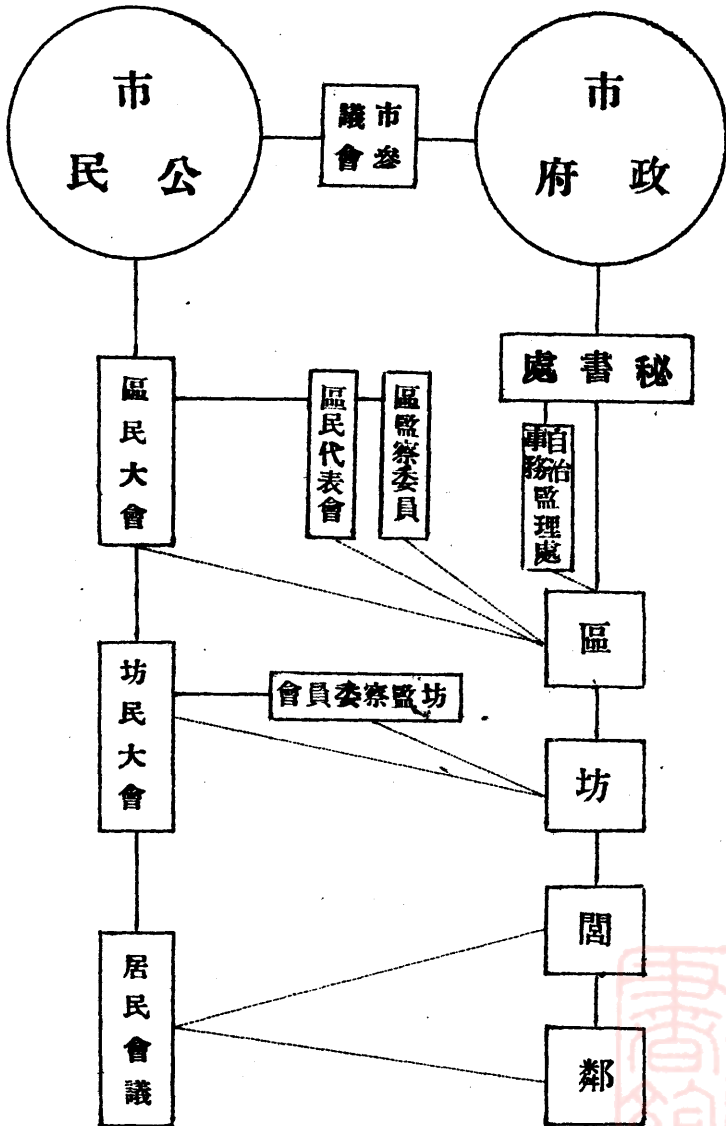 市
政府
市參
議會
市
公民
秘書處
自治監理處
事務
區監察委員
區民代表會
區民大會
區
坊監察委員會
坊民大會
坊
閭
居民會議
鄰